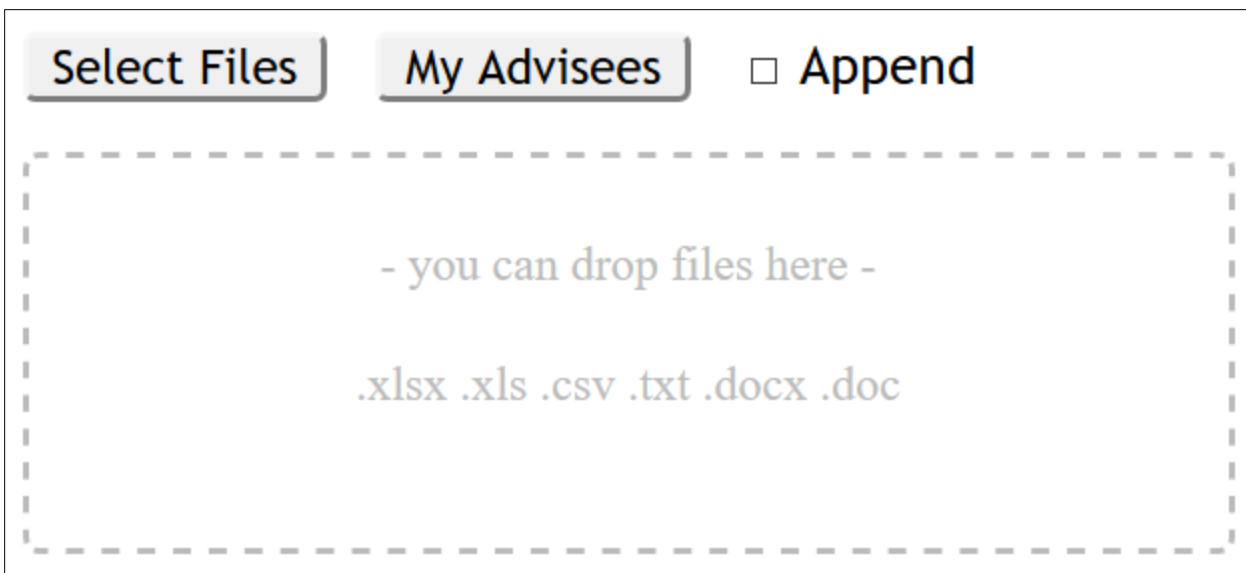 Select Files My Advisees Append
- you can drop files here -
.xlsx .xls .csv .txt .docx .doc